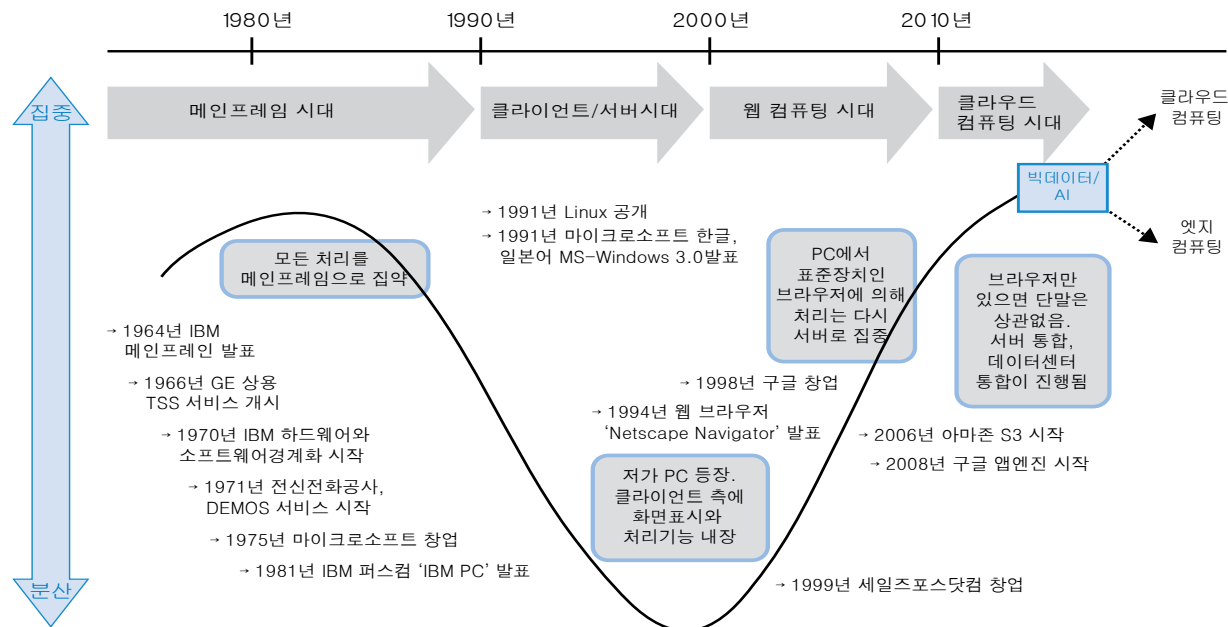 1980년
1990년
2000년
2010년
집중
분산
메인프레임 시대
클라이언트/서버시대
웹 컴퓨팅 시대
클라우드
컴퓨팅 시대
클라우드
컴퓨팅
빅데이터/
AI
엣지
컴퓨팅
모든 처리를
메인프레임으로 집약
→ 1964년 IBM
메인프레인 발표
→ 1966년 GE 상용
TSS 서비스 개시
→ 1970년 IBM 하드웨어와
소프트웨어경계화 시작
→ 1971년 전신전화공사,
DEMOS 서비스 시작
→ 1975년 마이크로소프트 창업
→ 1981년 IBM 퍼스컴 ‘IBM PC’ 발표
→ 1991년 Linux 공개
→ 1991년 마이크로소프트 한글,
일본어 MS-Windows 3.0발표
PC에서
표준장치인
브라우저에 의해
처리는 다시
서버로 집중
브라우저만
있으면 단말은
상관없음.
서버 통합,
데이터센터
통합이 진행됨
→ 1998년 구글 창업
→ 1994년 웹 브라우저
‘Netscape Navigator’ 발표
저가 PC 등장.
클라이언트 측에
화면표시와
처리기능 내장
→ 2006년 아마존 S3 시작
→ 2008년 구글 앱엔진 시작
→ 1999년 세일즈포스닷컴 창업